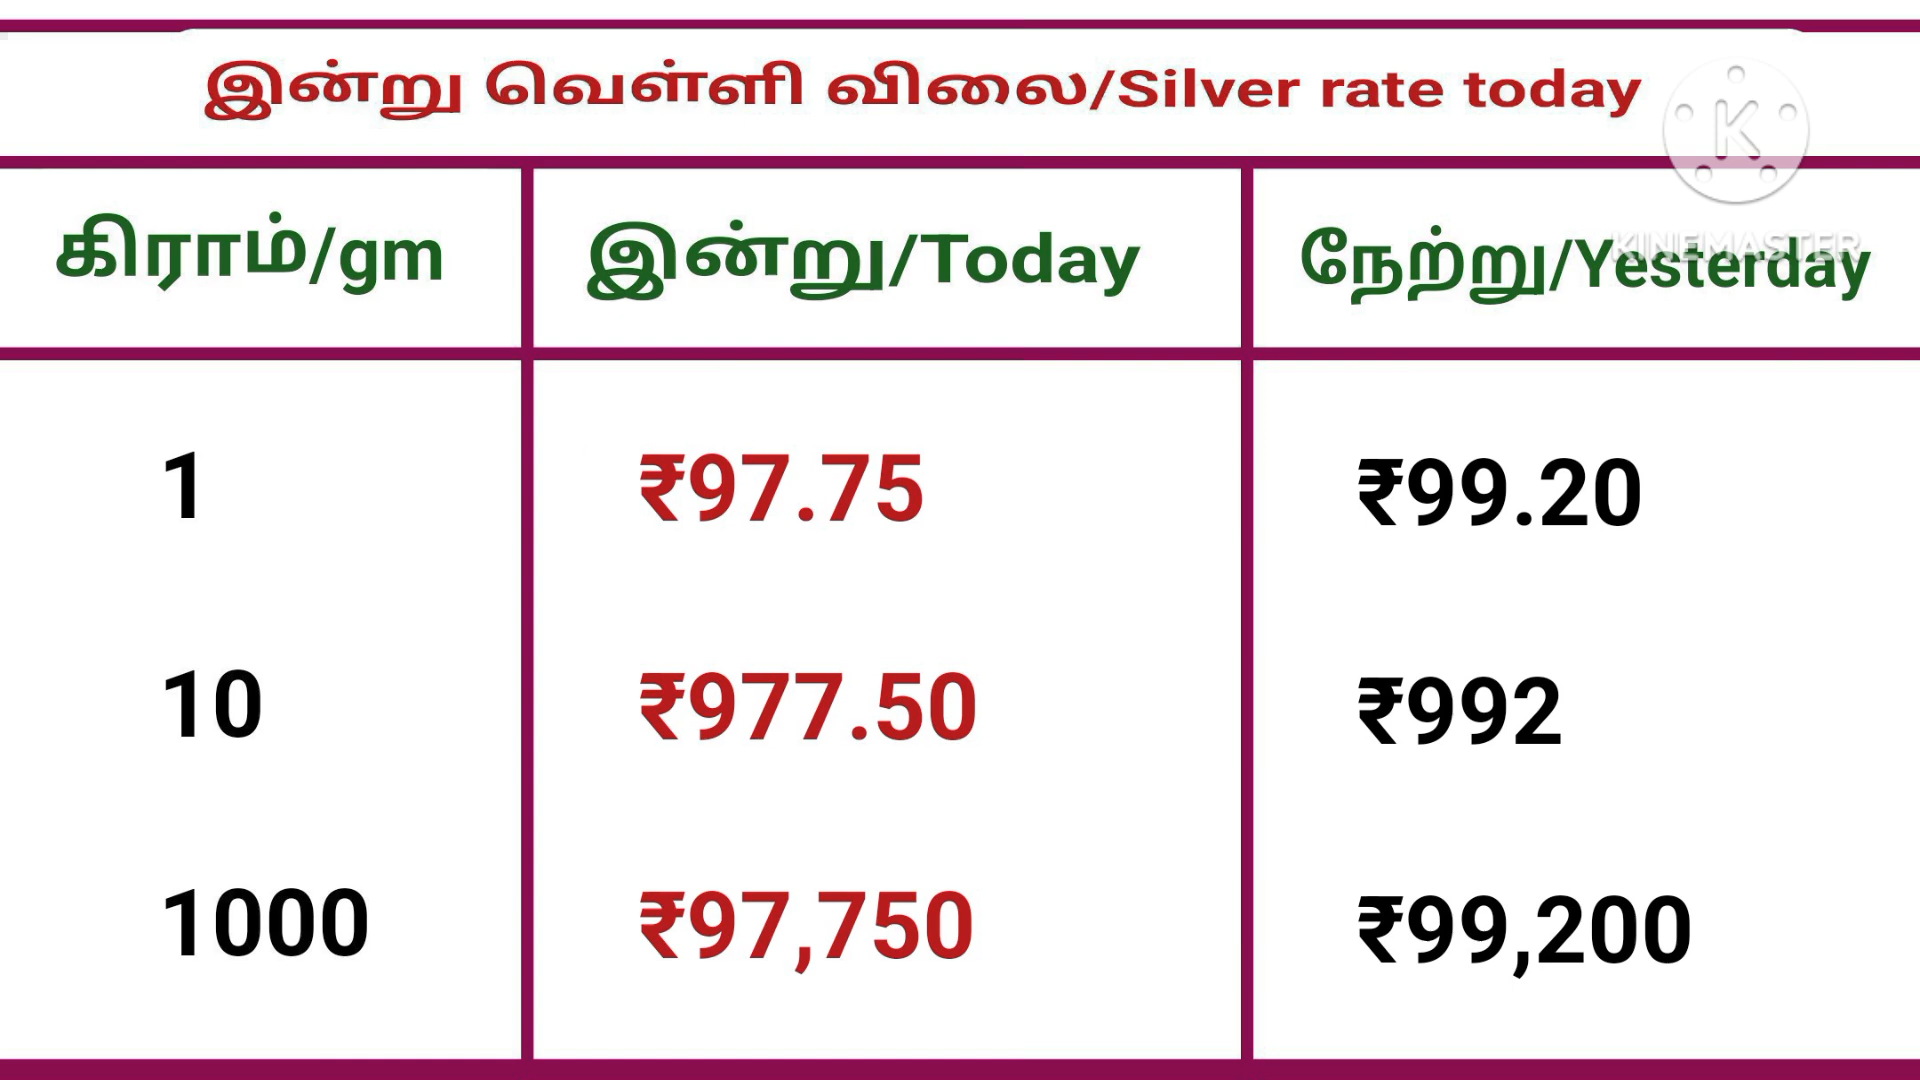 இன்று வெள்ளி விலை/Silver rate today
K
KINEMASTER
கிராம்/gm இன்று/Today நேற்று/Yesterday
1 ₹97.75 ₹99.20
10 ₹977.50 ₹992
1000 ₹97,750 ₹99,200